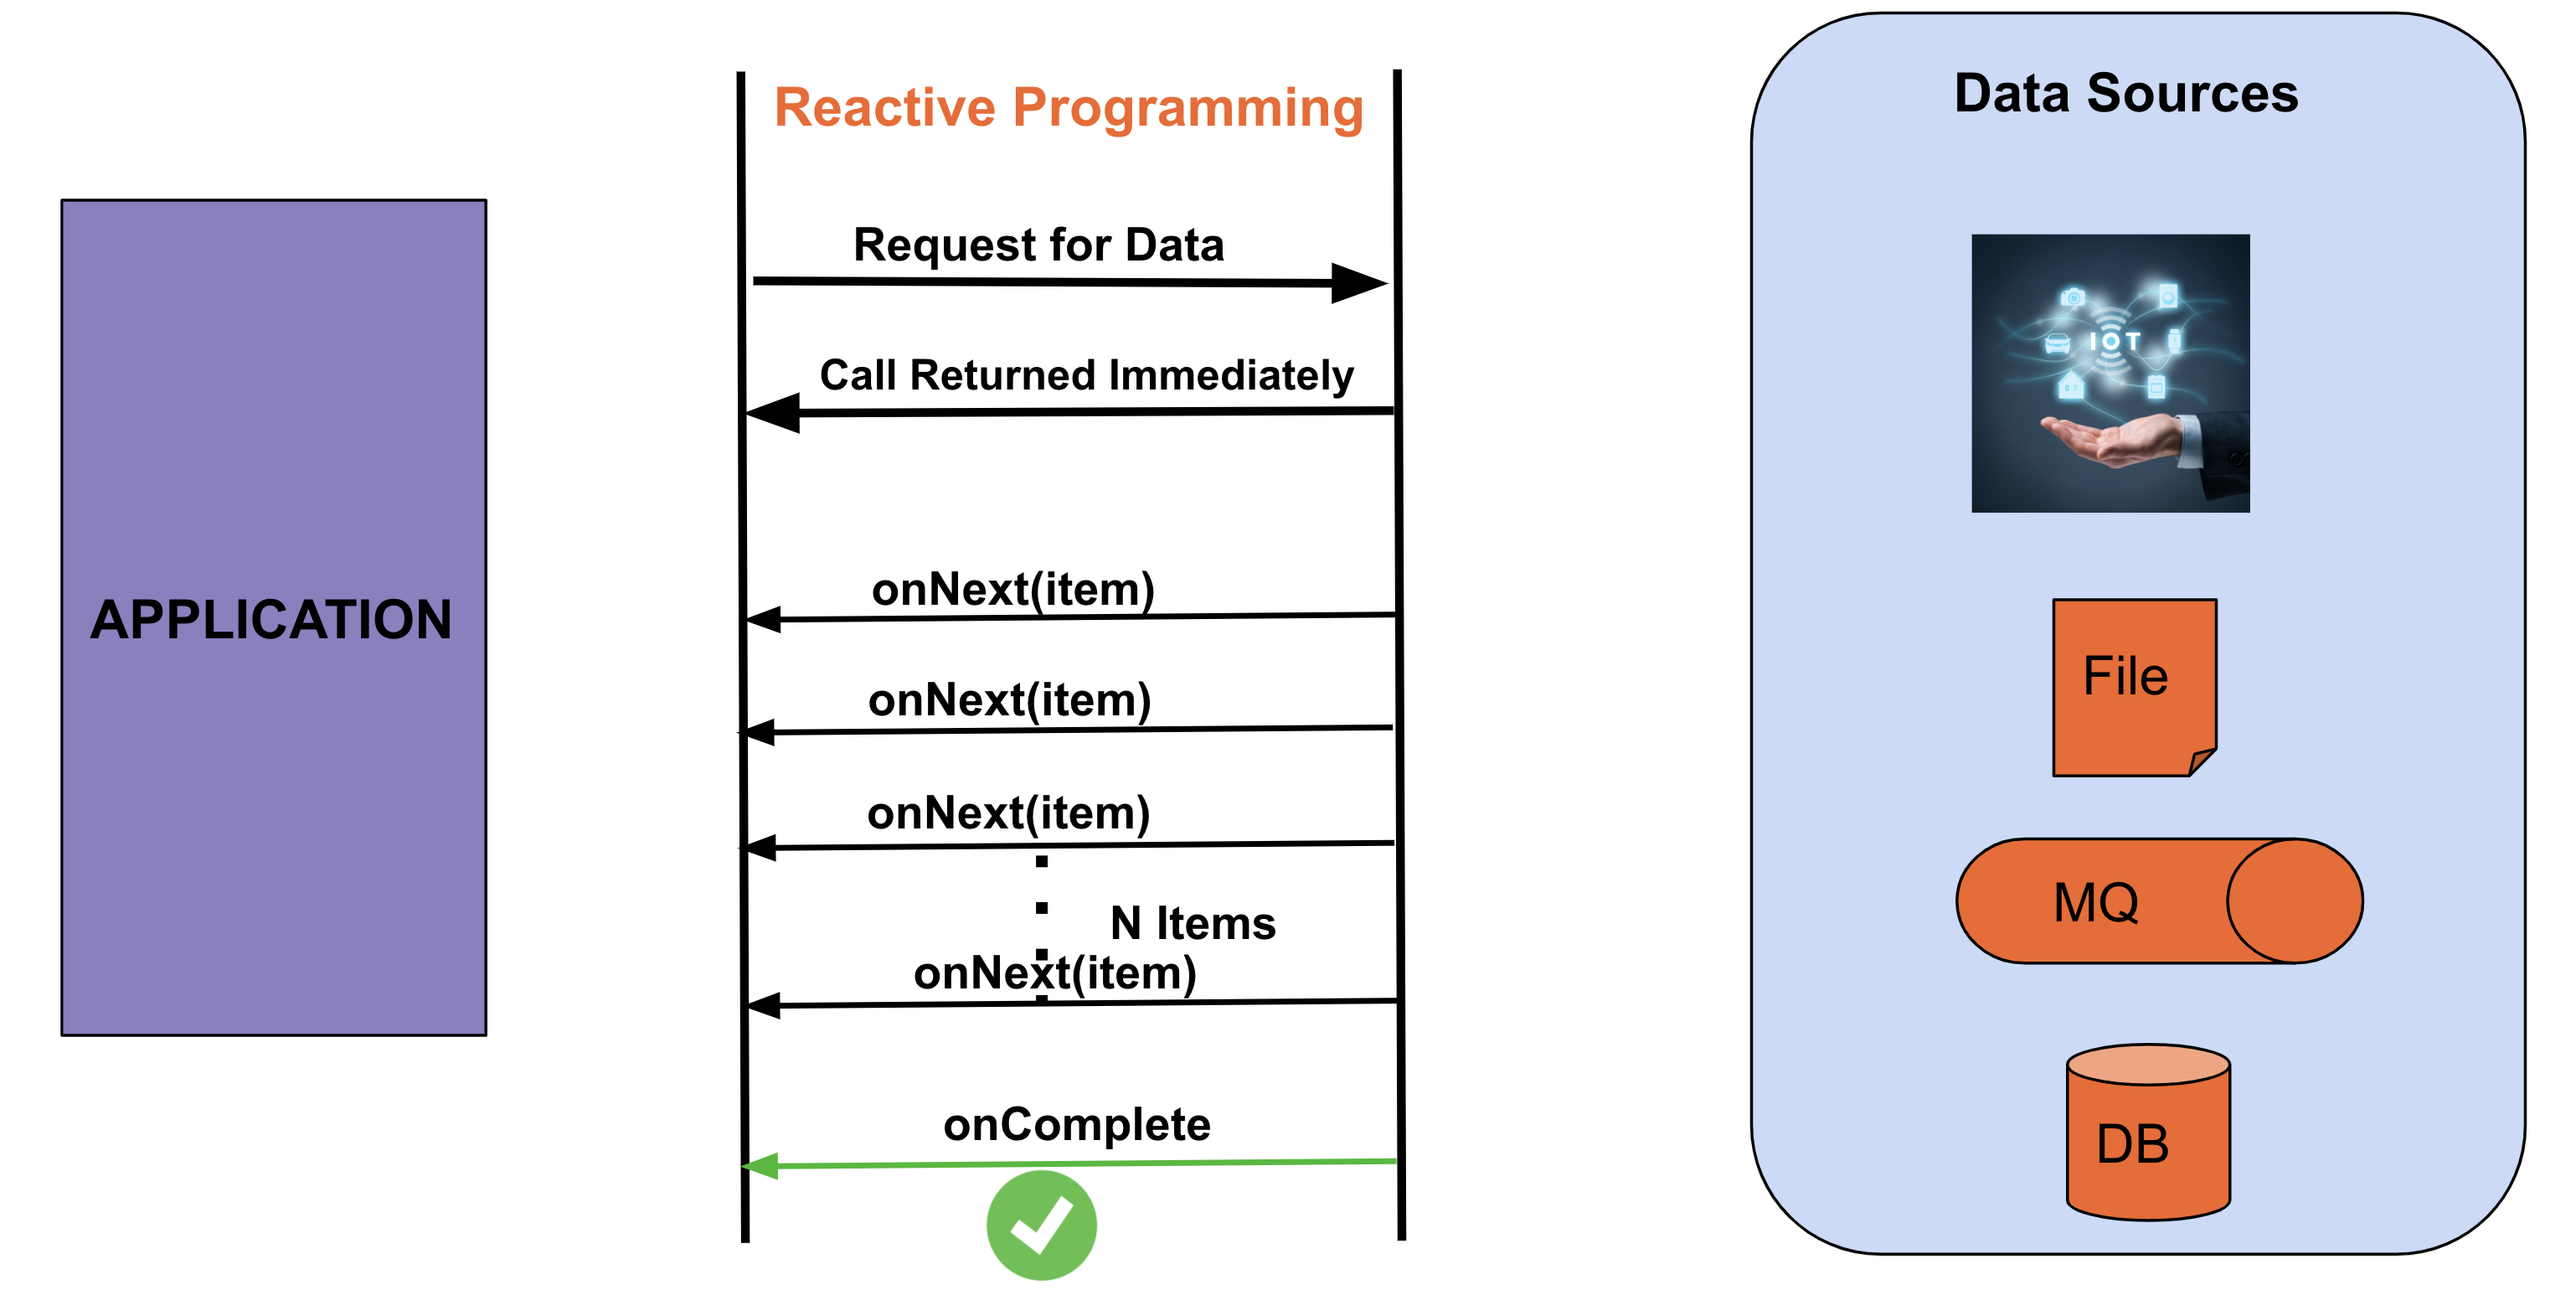 Reactive Programming
Data Sources
Request for Data
Call Returned Immediately
IOT
onNext(item)
APPLICATION
onNext(item)
File
onNext(item)
N Items
MQ
onNext(item)
onComplete
DB